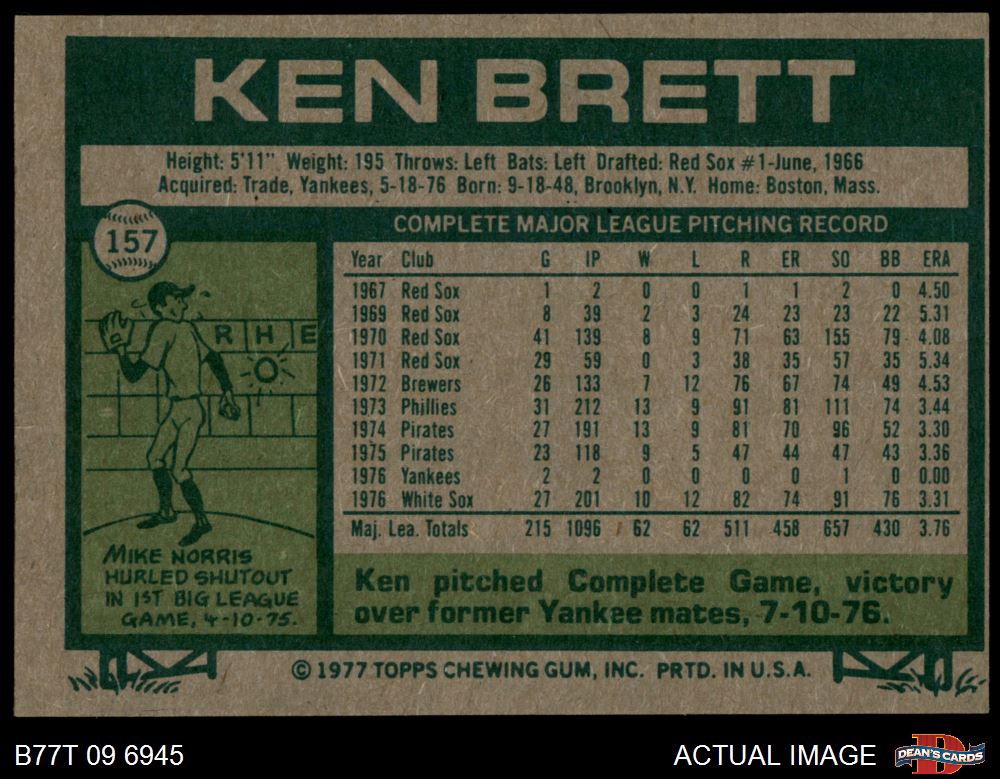 KEN BRETT
Height: 5'11" Weight: 195 Throws: Left Bats: Left Drafted: Red Sox #1-June, 1966
Acquired: Trade, Yankees, 5-18-76 Born: 9-18-48, Brooklyn, N.Y. Home: Boston, Mass.
157
COMPLETE MAJOR LEAGUE PITCHING RECORD
Year Club G IP W L R ER SO BB ERA
1967 Red Sox 1 2 0 0 1 1 2 0 4.50
1969 Red Sox 8 39 2 3 24 23 23 22 5.31
1970 Red Sox 41 139 8 9 71 63 155 79 4.08
1971 Red Sox 29 59 0 3 38 35 57 35 5.34
1972 Brewers 26 133 7 12 76 67 74 49 4.53
1973 Phillies 31 212 13 9 91 81 111 74 3.44
1974 Pirates 27 191 13 9 81 70 96 52 3.30
1975 Pirates 23 118 9 5 47 44 47 43 3.36
1976 Yankees 2 2 0 0 0 0 1 0 0.00
1976 White Sox 27 201 10 12 82 74 91 76 3.31
Maj. Lea. Totals 215 1096 62 62 511 458 657 430 3.76
R H E
0
MIKE NORRIS
HURLED SHUTOUT
IN 1ST BIG LEAGUE
GAME, 4-10-75.
Ken pitched Complete Game, victory
over former Yankee mates, 7-10-76.
© 1977 TOPPS CHEWING GUM, INC. PRTD. IN U.S.A.
B77T 09 6945
ACTUAL IMAGE
DEAN'S CARDS